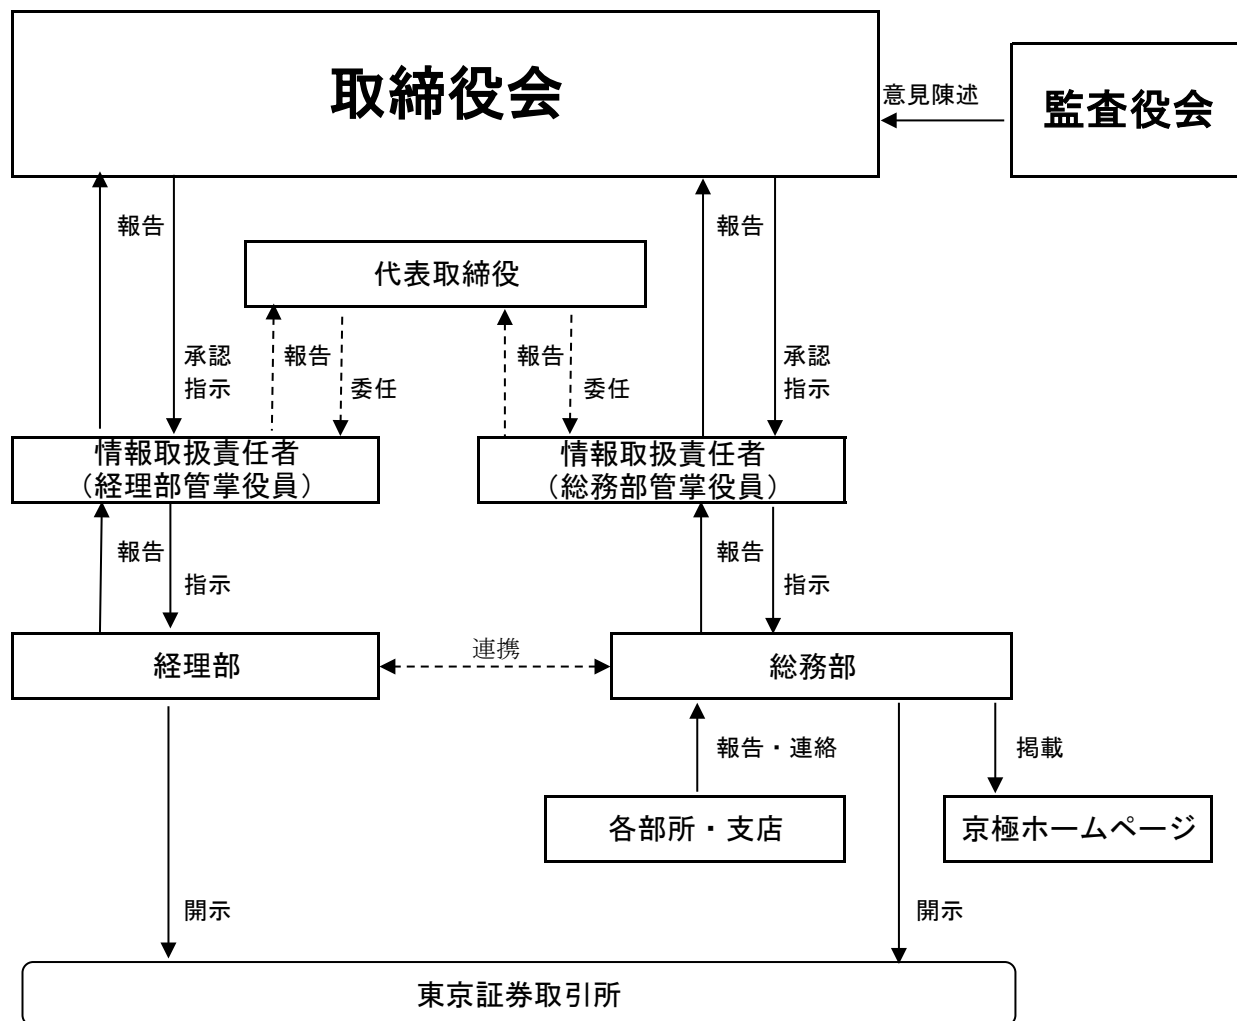 取締役会
意見陳述
監査役会
報告
報告
代表取締役
承認
指示
報告
委任
報告
委任
承認
指示
情報取扱責任者
（経理部管掌役員）
情報取扱責任者
（総務部管掌役員）
報告
指示
報告
指示
経理部
連携
総務部
報告・連絡
掲載
各部所・支店
京極ホームページ
開示
開示
東京証券取引所